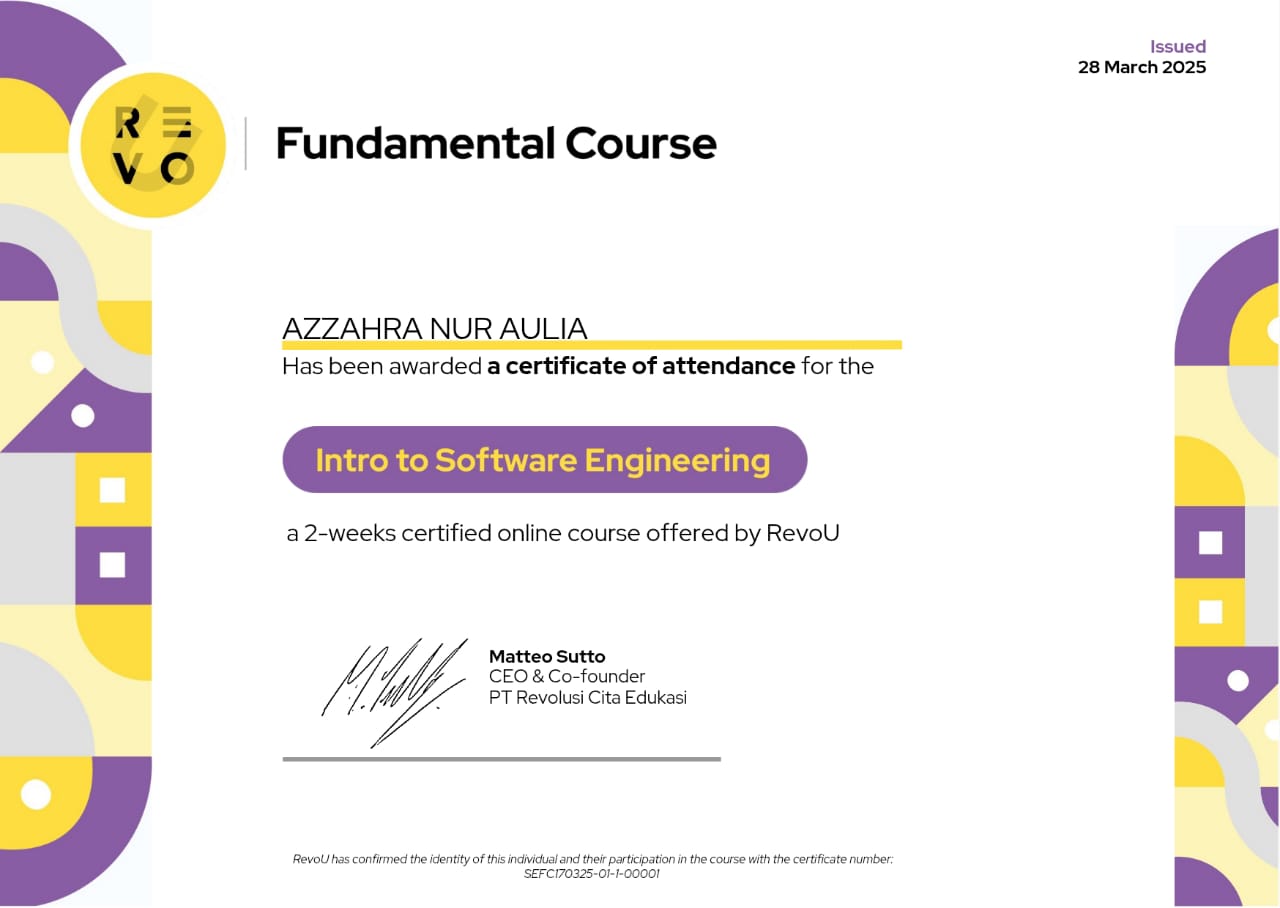 Issued
28 March 2025
RE
VO
Fundamental Course
AZZAHRA NUR AULIA
Has been awarded a certificate of attendance for the
Intro to Software Engineering
a 2-weeks certified online course offered by RevoU
Matteo Sutto
CEO & Co-founder
PT Revolusi Cita Edukasi
RevoU has confirmed the identity of this individual and their participation in the course with the certificate number:
SEFC170325-01-1-00001